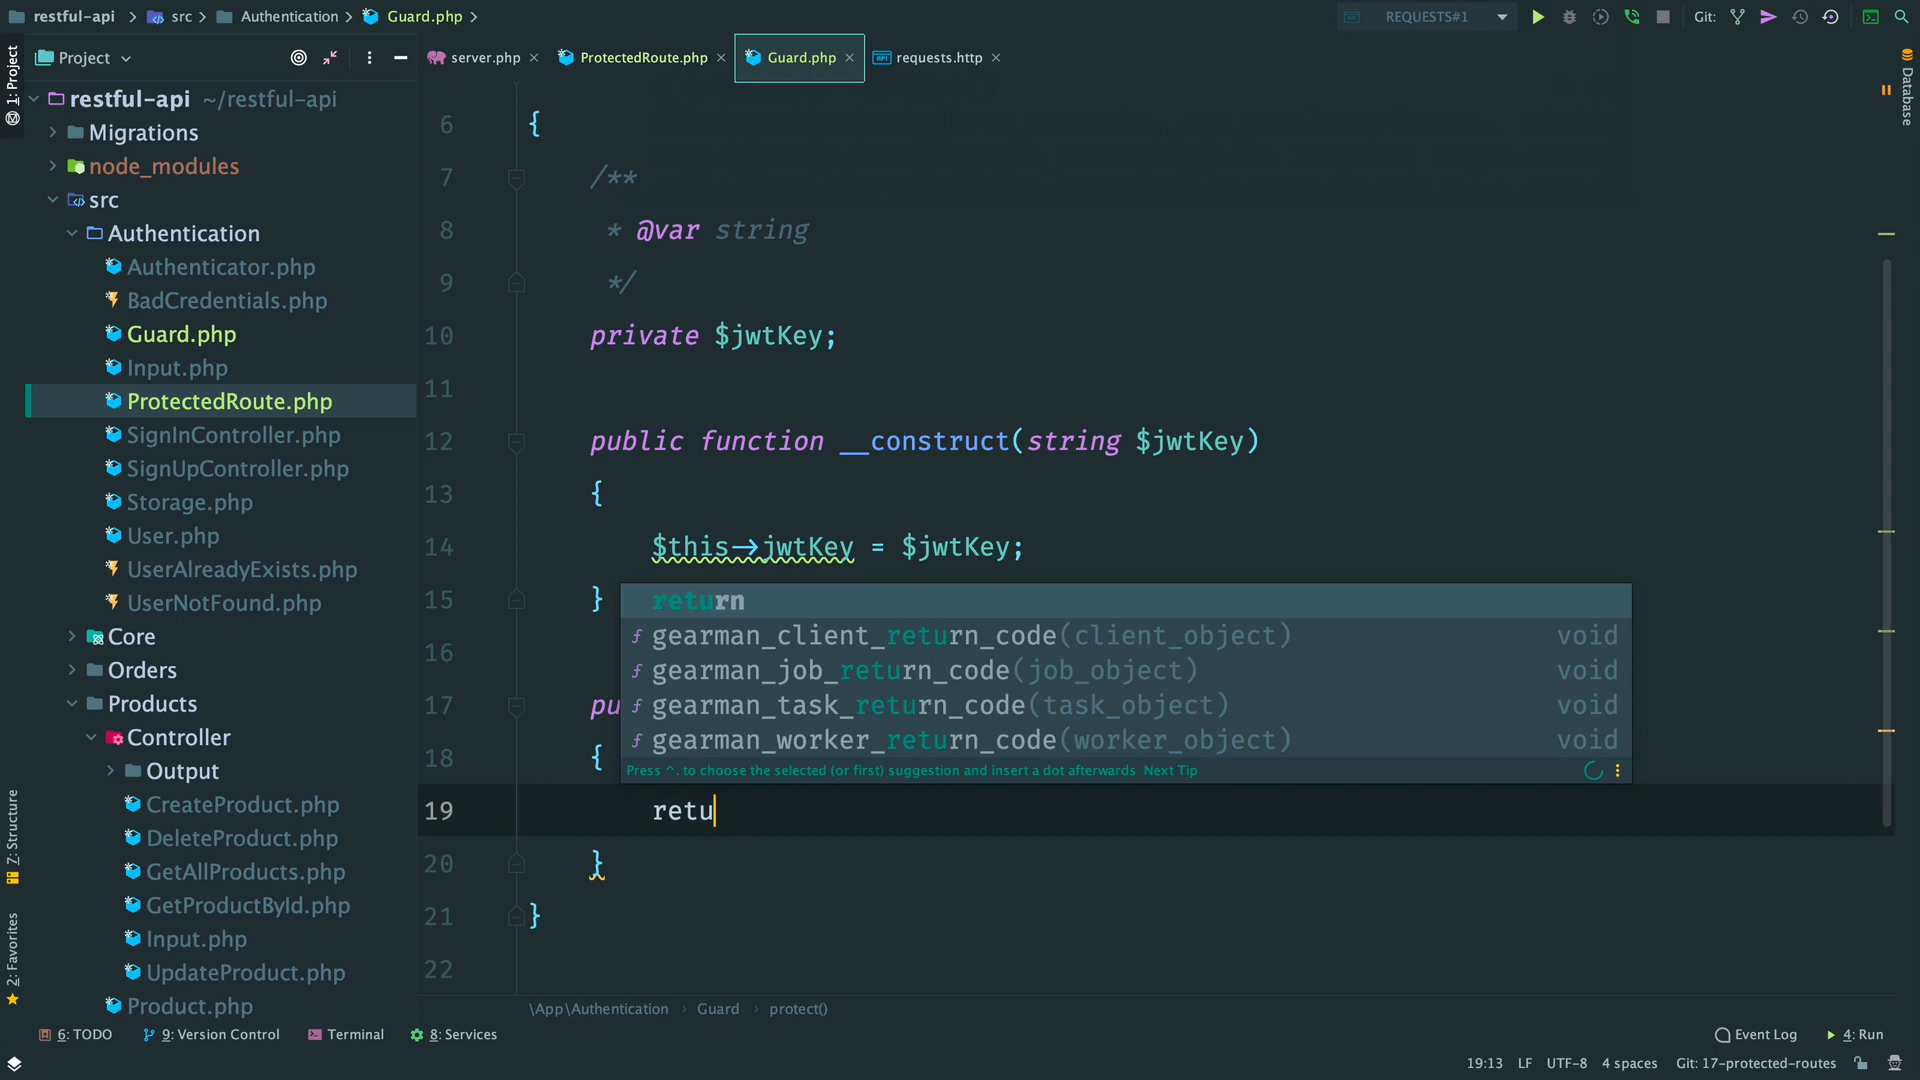 restful-api
src
Authentication
Guard.php
REQUESTS#1
Git:
1: Project
Project
server.php
ProtectedRoute.php
Guard.php
requests.http
Database
restful-api ~/restful-api
Migrations
node_modules
src
Authentication
Authenticator.php
BadCredentials.php
Guard.php
Input.php
ProtectedRoute.php
SignInController.php
SignUpController.php
Storage.php
User.php
UserAlreadyExists.php
UserNotFound.php
Core
Orders
Products
Controller
Output
CreateProduct.php
DeleteProduct.php
GetAllProducts.php
GetProductById.php
Input.php
UpdateProduct.php
Product.php
Z: Structure
2: Favorites
6 {
7 /**
8 * @var string
9 */
10 private $jwtKey;
11
12 public function __construct(string $jwtKey)
13 {
14 $this->jwtKey = $jwtKey;
15 }
16
17 pu
18 {
19 retu
20 }
21 }
22
return
f gearman_client_return_code(client_object) void
f gearman_job_return_code(job_object) void
f gearman_task_return_code(task_object) void
f gearman_worker_return_code(worker_object) void
Press ^. to choose the selected (or first) suggestion and insert a dot afterwards Next Tip
\App\Authentication
Guard
protect()
6: TODO
9: Version Control
Terminal
8: Services
Event Log
4: Run
19:13 LF UTF-8 4 spaces Git: 17-protected-routes